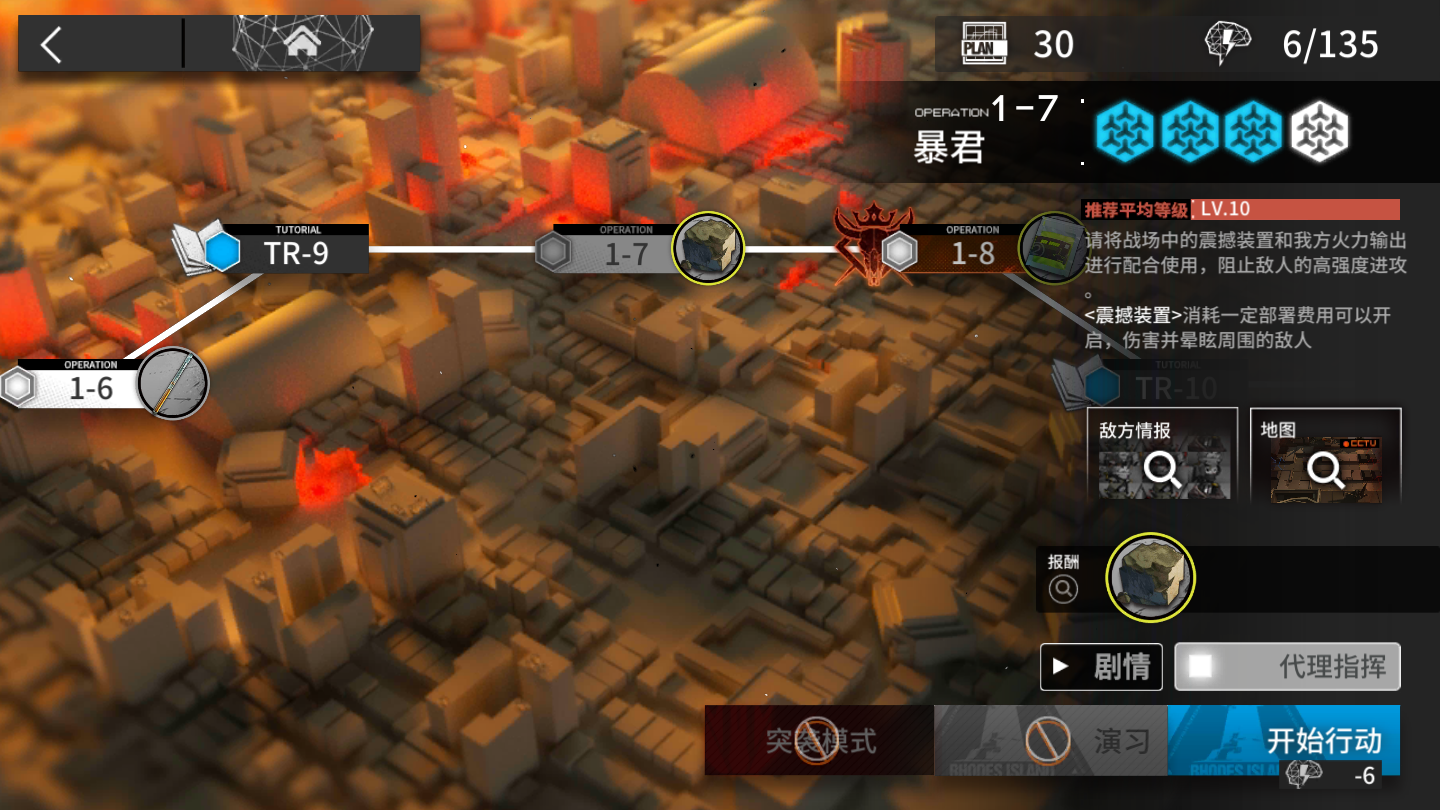 PLAN
30
6/135
OPERATION 1-7
暴君
推荐平均等级 LV.10
请将战场中的震撼装置和我方火力输出
进行配合使用，阻止敌人的高强度进攻
。
<震撼装置>消耗一定部署费用可以开
启，伤害并晕眩周围的敌人
TUTORIAL
TR-9
OPERATION
1-7
OPERATION
1-8
OPERATION
1-6
TUTORIAL
TR-10
敌方情报
地图
CCTV
报酬
剧情
代理指挥
突袭模式
演习
开始行动
RHODES ISLAND
RHODES ISLAN
-6